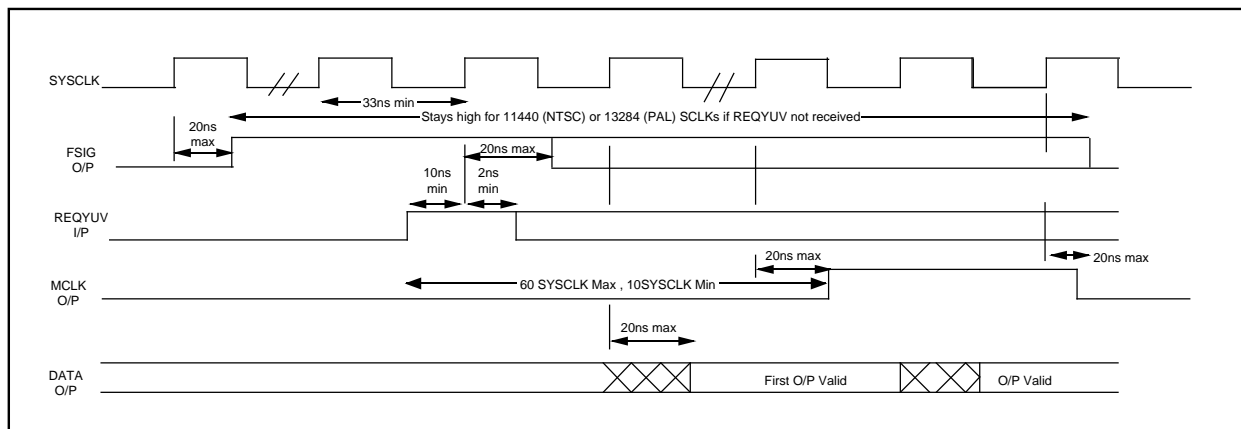 SYSCLK
33ns min
Stays high for 11440 (NTSC) or 13284 (PAL) SCLKs if REQYUV not received
20ns
max
FSIG
O/P
20ns max
10ns
min
2ns
min
REQYUV
I/P
20ns max
20ns max
MCLK
O/P
60 SYSCLK Max , 10SYSCLK Min
20ns max
DATA
O/P
First O/P Valid
O/P Valid